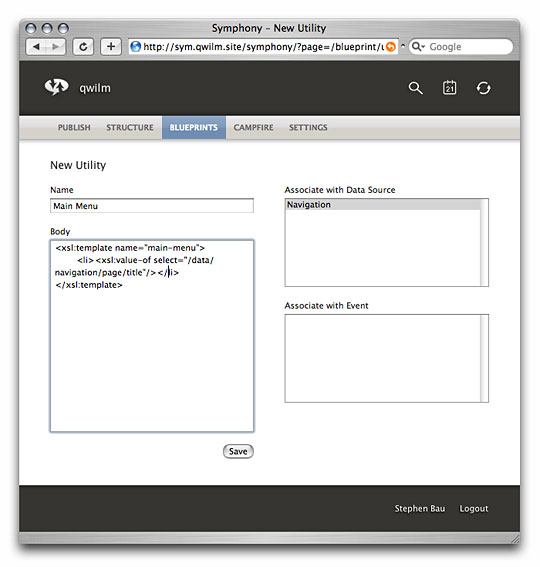 Symphony – New Utility
http://sym.qwilm.site/symphony/?page=/blueprint/u
Google
qwilm
21
PUBLISH STRUCTURE BLUEPRINTS CAMPFIRE SETTINGS
New Utility
Name
Main Menu
Body
<xsl:template name="main-menu">
<li><xsl:value-of select="/data/
navigation/page/title"/></li>
</xsl:template>
Associate with Data Source
Navigation
Associate with Event
Save
Stephen Bau Logout